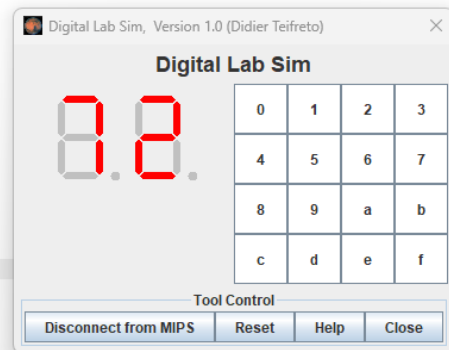 Digital Lab Sim, Version 1.0 (Didier Teifreto)
Digital Lab Sim
72
0 1 2 3
4 5 6 7
8 9 a b
c d e f
Tool Control
Disconnect from MIPS Reset Help Close